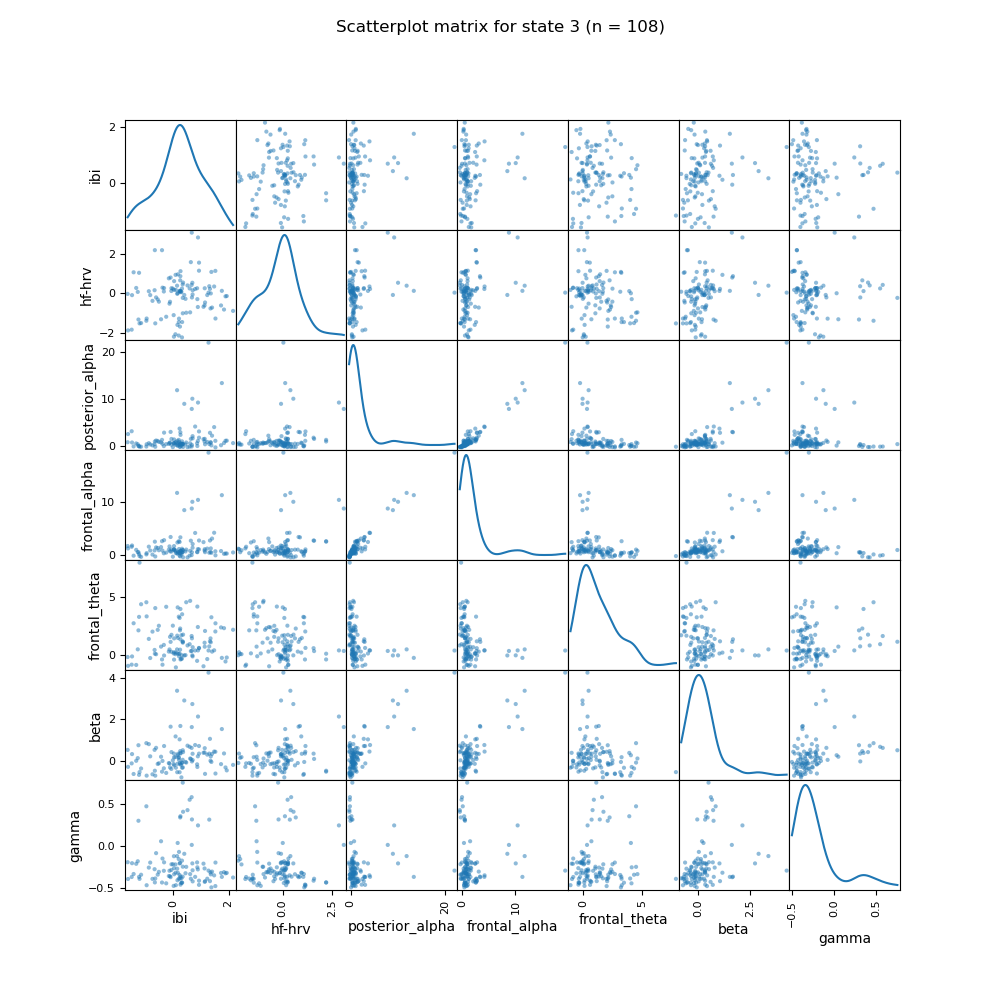 Scatterplot matrix for state 3 (n = 108)
ibi
2
0
hf-hrv
2
0
−2
posterior_alpha
20
10
0
frontal_alpha
10
0
frontal_theta
5
0
beta
4
2
0
gamma
0.5
0.0
−0.5
0 2
0.0 2.5
0 20
0 10
0 5
0.0 2.5
−0.5 0.0 0.5
ibi hf-hrv posterior_alpha frontal_alpha frontal_theta beta gamma